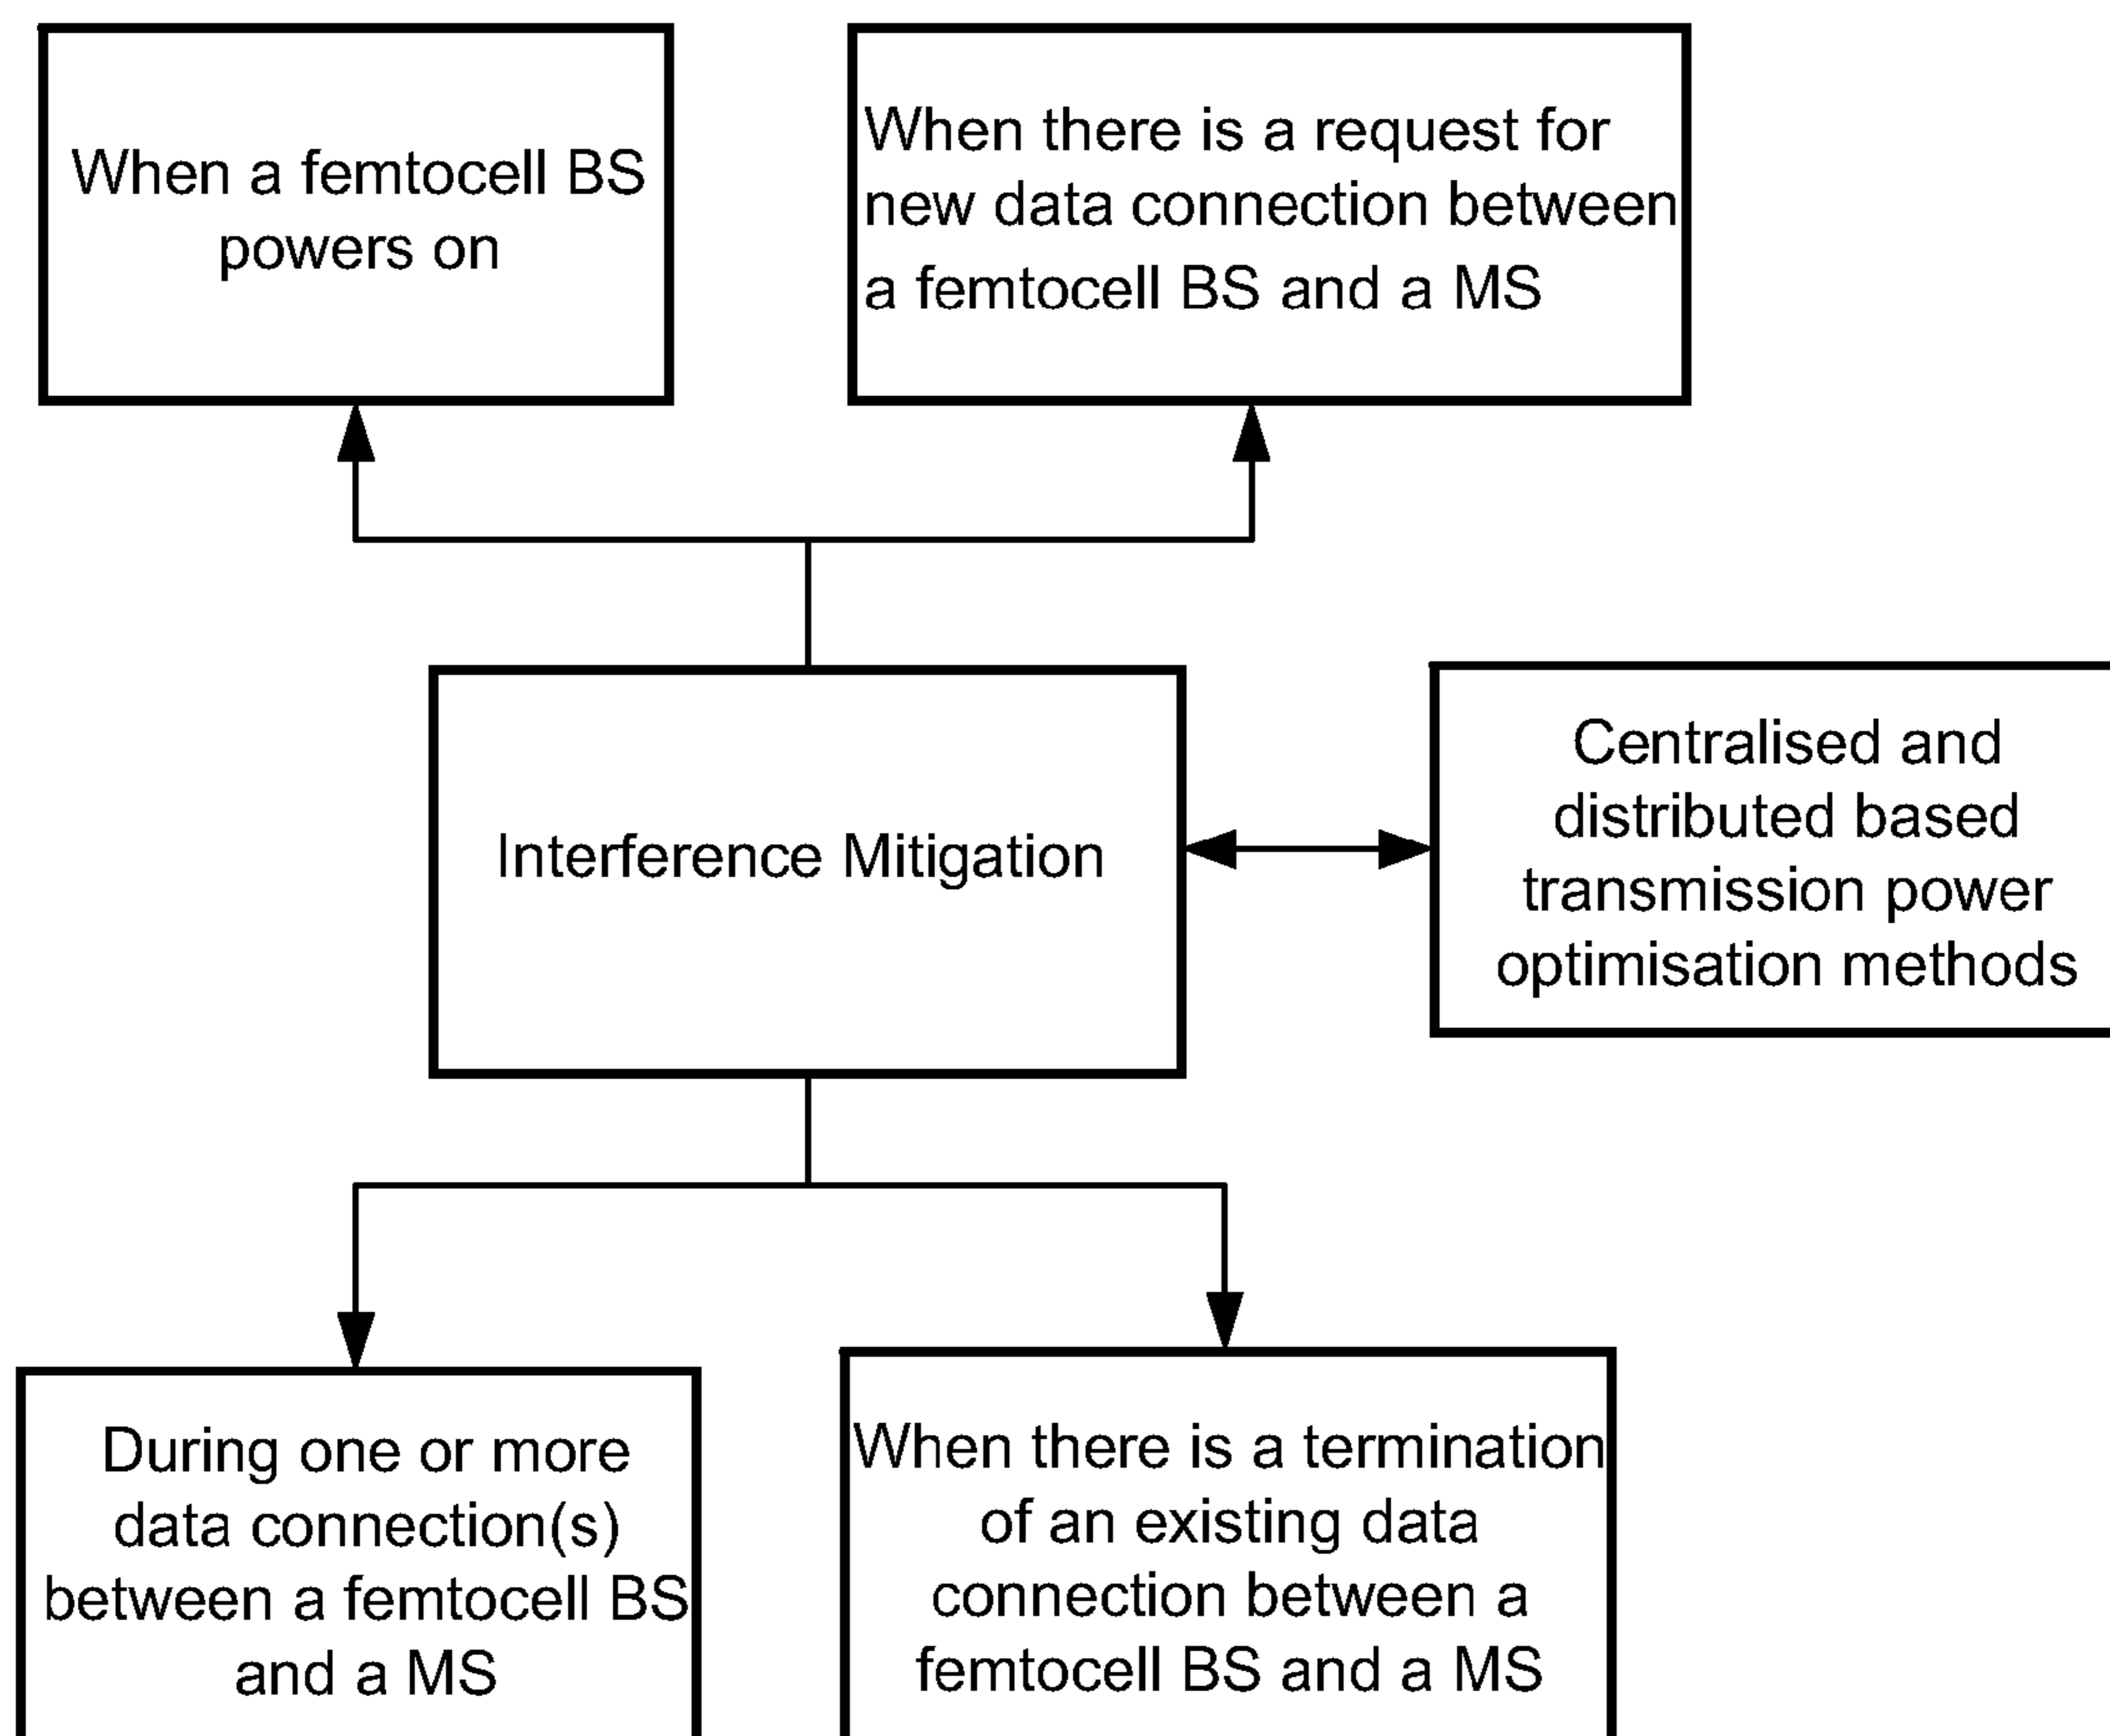 When a femtocell BS
powers on
When there is a request for
new data connection between
a femtocell BS and a MS
Interference Mitigation
Centralised and
distributed based
transmission power
optimisation methods
During one or more
data connection(s)
between a femtocell BS
and a MS
When there is a termination
of an existing data
connection between a
femtocell BS and a MS